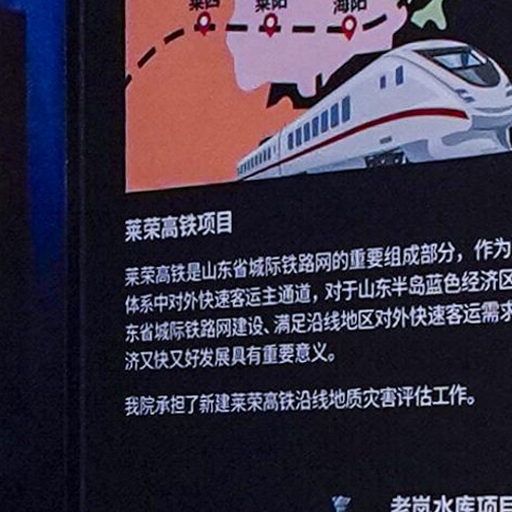 莱西 莱阳 海阳
莱荣高铁项目
莱荣高铁是山东省城际铁路网的重要组成部分，作为
体系中对外快速客运主通道，对于山东半岛蓝色经济区
东省城际铁路网建设、满足沿线地区对外快速客运需求
济又快又好发展具有重要意义。
我院承担了新建莱荣高铁沿线地质灾害评估工作。
老岚水库项目